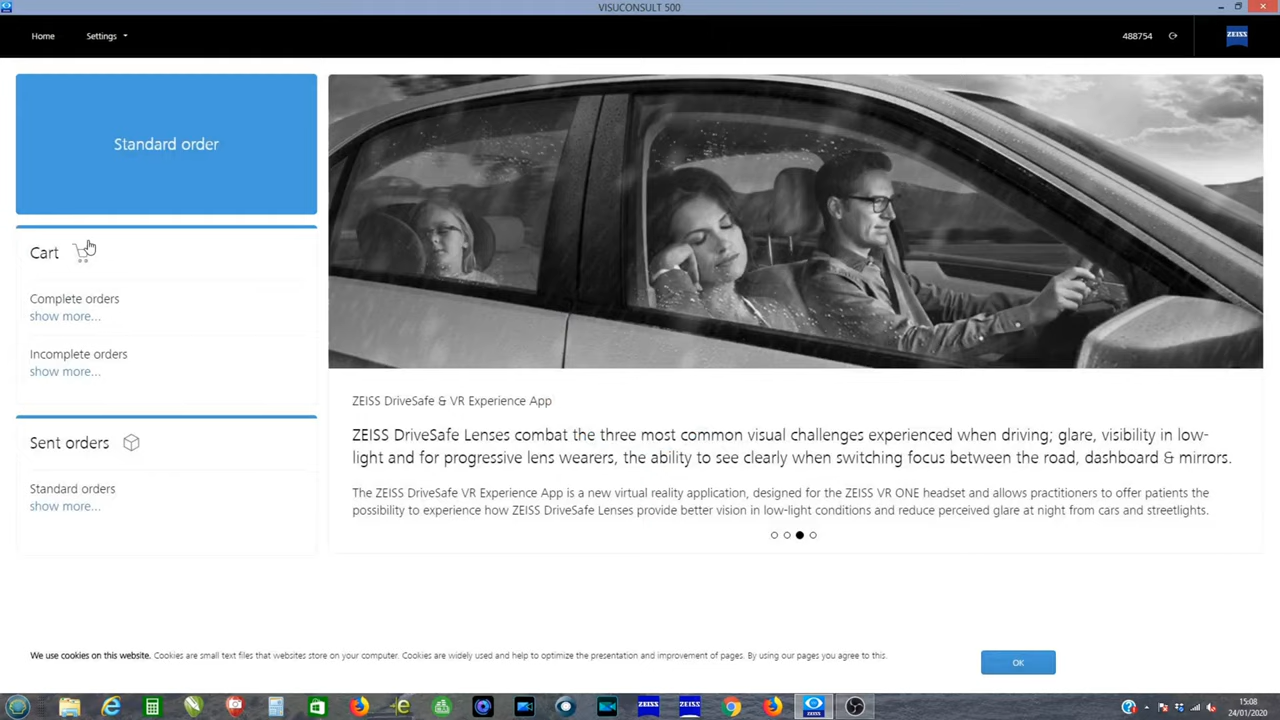 VISUCONSULT 500
Home
Settings
488754
ZEISS
Standard order
Cart
Complete orders
show more...
Incomplete orders
show more...
Sent orders
Standard orders
show more...
ZEISS DriveSafe & VR Experience App
ZEISS DriveSafe Lenses combat the three most common visual challenges experienced when driving; glare, visibility in low-
light and for progressive lens wearers, the ability to see clearly when switching focus between the road, dashboard & mirrors.
The ZEISS DriveSafe VR Experience App is a new virtual reality application, designed for the ZEISS VR ONE headset and allows practitioners to offer patients the
possibility to experience how ZEISS DriveSafe Lenses provide better vision in low-light conditions and reduce perceived glare at night from cars and streetlights.
We use cookies on this website. Cookies are small text files that websites store on your computer. Cookies are widely used and help to optimize the presentation and improvement of pages. By using our pages you agree to this.
OK
ZEISS
ZEISS
15:08
24/01/2020